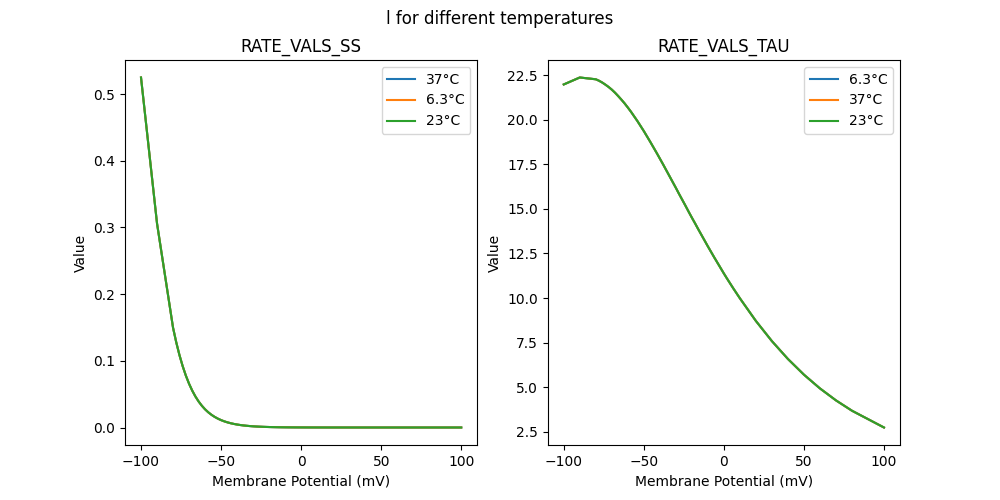 l for different temperatures
RATE_VALS_SS
37°C
6.3°C
23°C
0.5
0.4
0.3
0.2
0.1
0.0
Value
−100
−50
0
50
100
Membrane Potential (mV)
RATE_VALS_TAU
6.3°C
37°C
23°C
22.5
20.0
17.5
15.0
12.5
10.0
7.5
5.0
2.5
Value
−100
−50
0
50
100
Membrane Potential (mV)